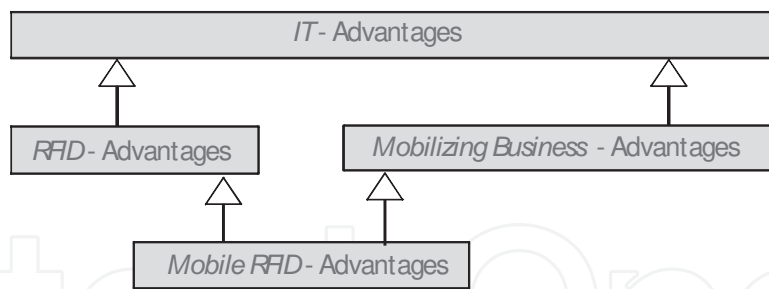 IT - Advantages
RFID - Advantages
Mobilizing Business - Advantages
Mobile RFID - Advantages